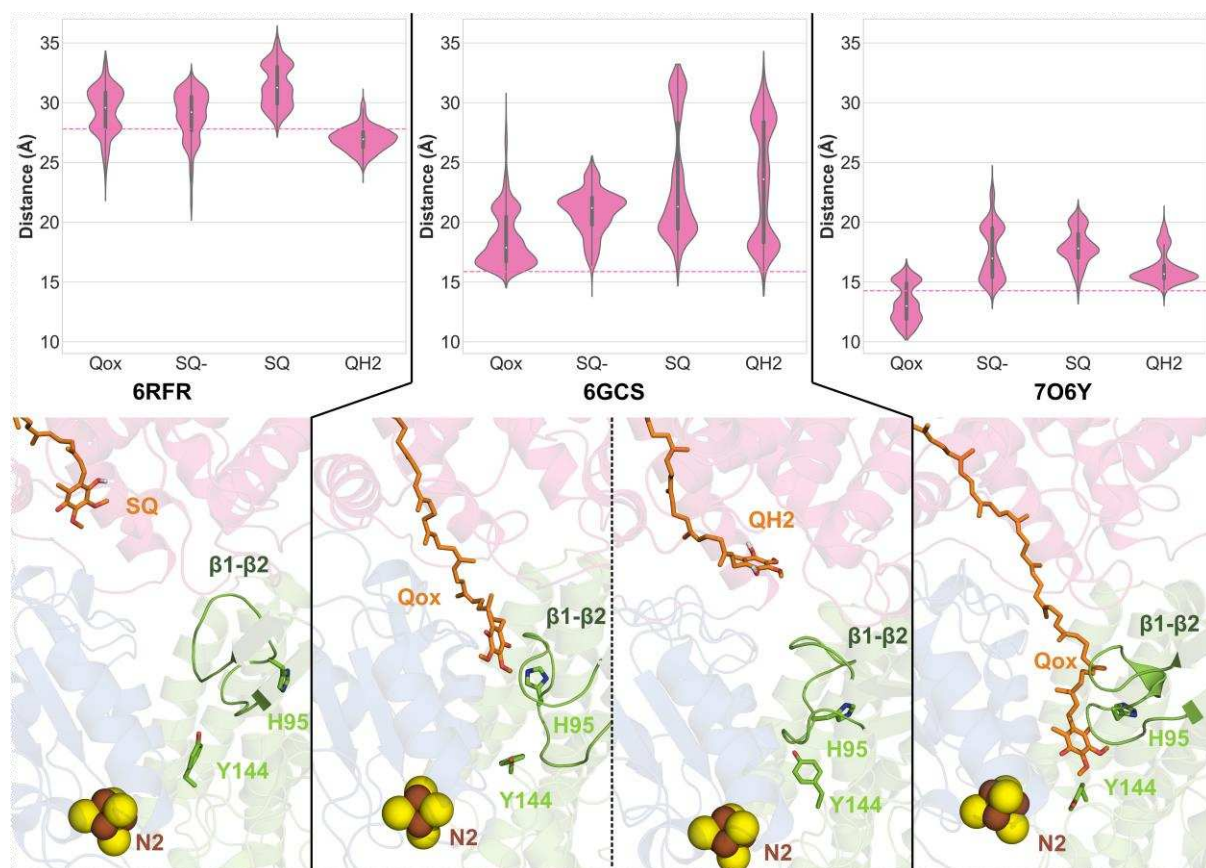 Distance (Å)
35
30
25
20
15
10
Qox SQ- SQ QH2
6RFR
Distance (Å)
35
30
25
20
15
10
Qox SQ- SQ QH2
6GCS
Distance (Å)
35
30
25
20
15
10
Qox SQ- SQ QH2
7O6Y
SQ
β1-β2
H95
Y144
N2
Qox
β1-β2
H95
Y144
N2
QH2
β1-β2
H95
Y144
N2
β1-β2
Qox
H95
Y144
N2